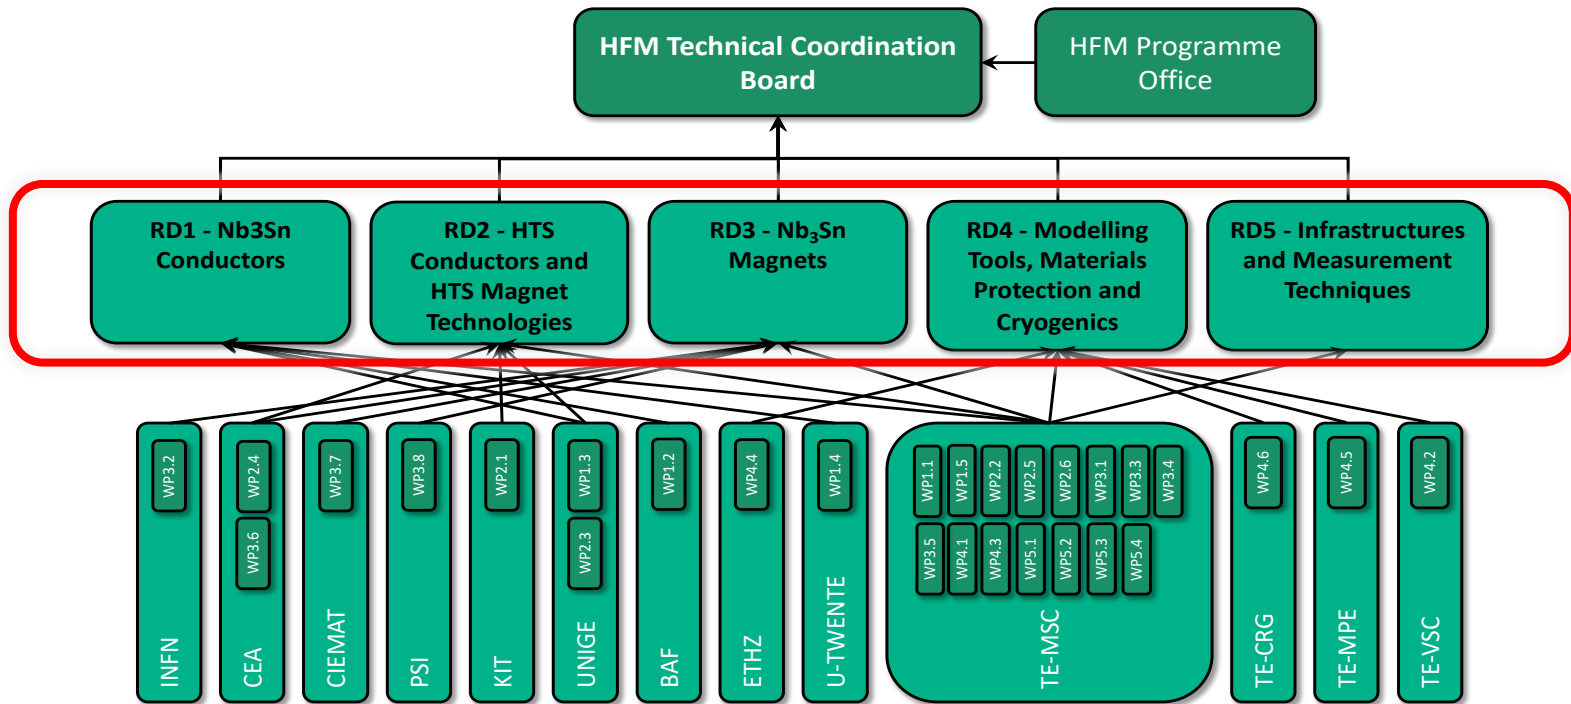 HFM Technical Coordination
Board
HFM Programme
Office
RD1 - Nb3Sn
Conductors
RD2 - HTS
Conductors and
HTS Magnet
Technologies
RD3 - Nb₃Sn
Magnets
RD4 - Modelling
Tools, Materials
Protection and
Cryogenics
RD5 - Infrastructures
and Measurement
Techniques
WP3.2
INFN
WP2.4
WP3.6
CEA
WP3.7
CIEMAT
WP3.8
PSI
WP2.1
KIT
WP1.3
WP2.3
UNIGE
WP1.2
BAF
WP4.4
ETHZ
WP1.4
U-TWENTE
WP1.1
WP1.5
WP2.2
WP2.5
WP2.6
WP3.1
WP3.3
WP3.4
WP3.5
WP4.1
WP4.3
WP5.1
WP5.2
WP5.3
WP5.4
TE-MSC
WP4.6
TE-CRG
WP4.5
TE-MPE
WP4.2
TE-VSC